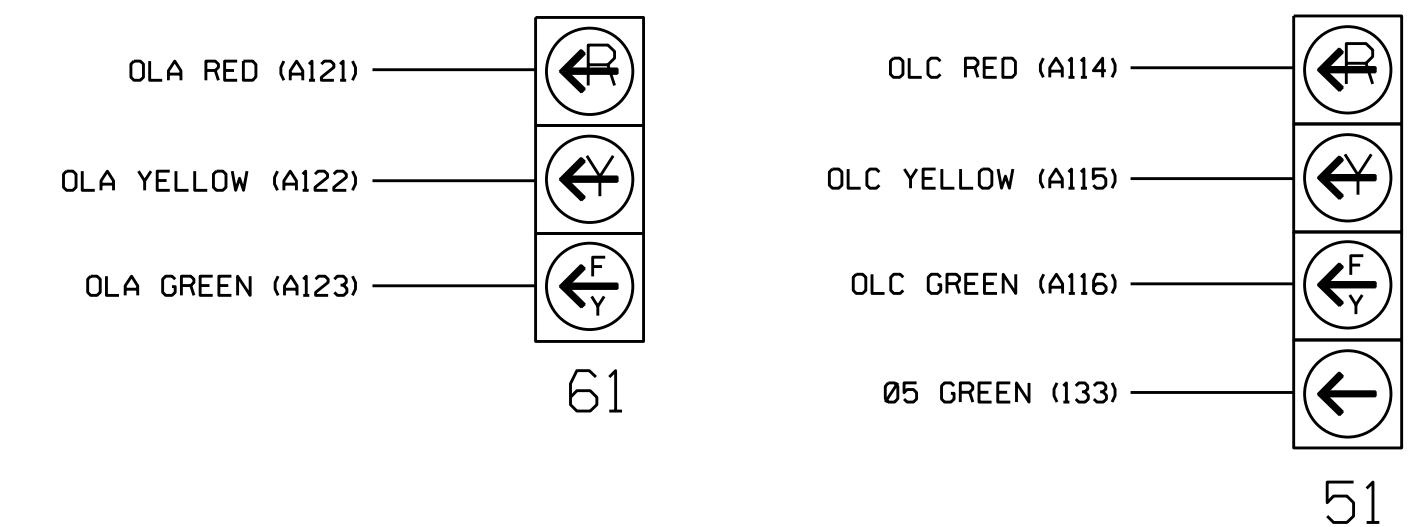 OLA RED (A121)
R
OLA YELLOW (A122)
Y
OLA GREEN (A123)
F
Y
61
OLC RED (A114)
R
OLC YELLOW (A115)
Y
OLC GREEN (A116)
F
Y
Ø5 GREEN (133)
51